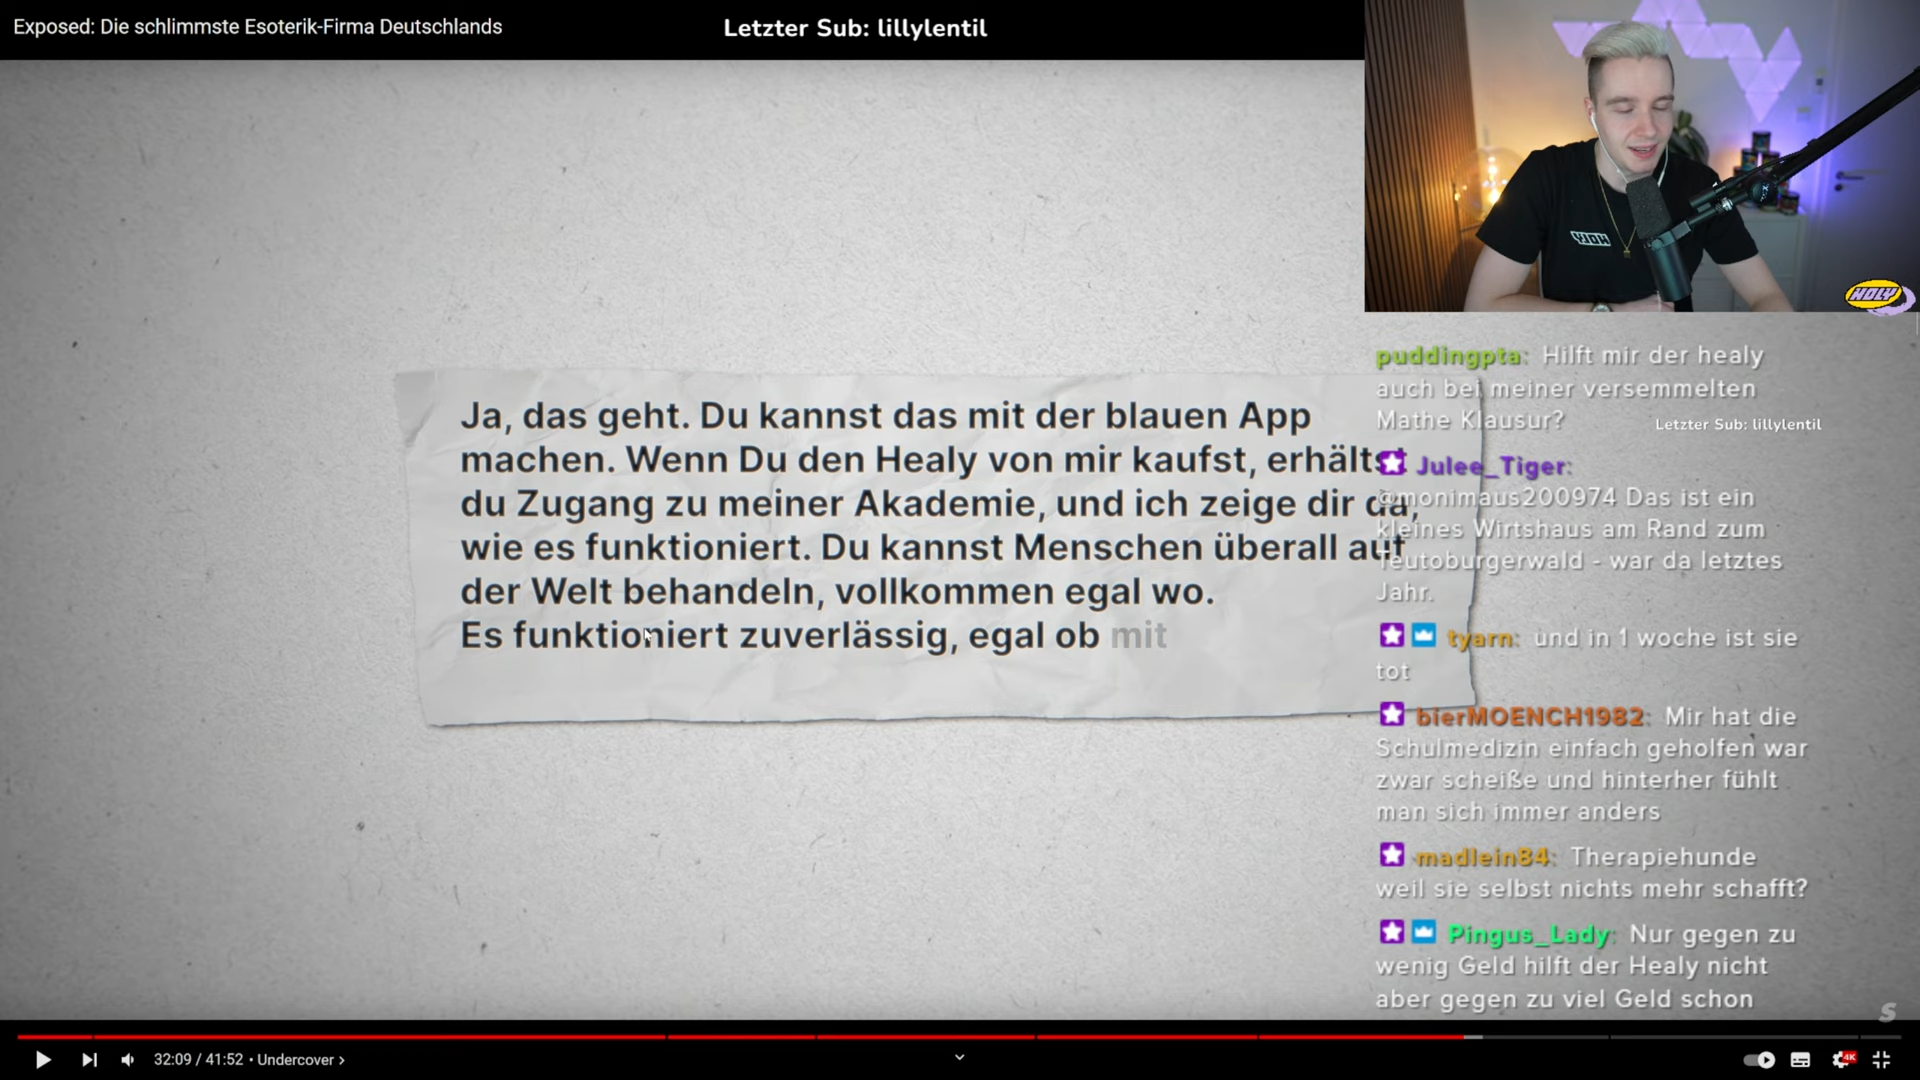 Exposed: Die schlimmste Esoterik-Firma Deutschlands
Letzter Sub: lillylentil
HOLY
Ja, das geht. Du kannst das mit der blauen App
machen. Wenn Du den Healy von mir kaufst, erhältst
du Zugang zu meiner Akademie, und ich zeige dir da,
wie es funktioniert. Du kannst Menschen überall auf
der Welt behandeln, vollkommen egal wo.
Es funktioniert zuverlässig, egal ob mit
puddingpta: Hilft mir der healy
auch bei meiner versemmelten
Mathe Klausur?
Letzter Sub: lillylentil
Julee_Tiger:
@monimaus200974 Das ist ein
kleines Wirtshaus am Rand zum
Teutoburgerwald - war da letztes
Jahr.
tyarn: und in 1 woche ist sie
tot
bierMOENCH1982: Mir hat die
Schulmedizin einfach geholfen war
zwar scheiße und hinterher fühlt
man sich immer anders
madlein84: Therapiehunde
weil sie selbst nichts mehr schafft?
Pingus_Lady: Nur gegen zu
wenig Geld hilft der Healy nicht
aber gegen zu viel Geld schon
S
32:09 / 41:52 • Undercover ›
4K